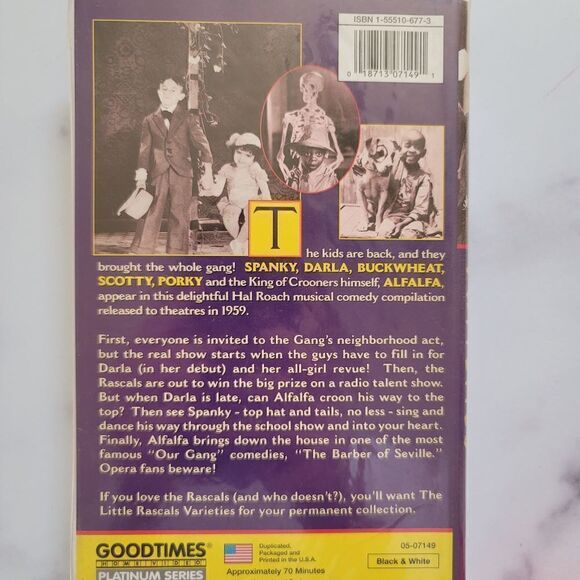 ISBN 1-55510-677-3
0 18713 07149 1
The kids are back, and they
brought the whole gang! SPANKY, DARLA, BUCKWHEAT,
SCOTTY, PORKY and the King of Crooners himself, ALFALFA,
appear in this delightful Hal Roach musical comedy compilation
released to theatres in 1959.
First, everyone is invited to the Gang's neighborhood act,
but the real show starts when the guys have to fill in for
Darla (in her debut) and her all-girl revue! Then, the
Rascals are out to win the big prize on a radio talent show.
But when Darla is late, can Alfalfa croon his way to the
top? Then see Spanky - top hat and tails, no less - sing and
dance his way through the school show and into your heart.
Finally, Alfalfa brings down the house in one of the most
famous "Our Gang" comedies, "The Barber of Seville."
Opera fans beware!
If you love the Rascals (and who doesn't?), you'll want The
Little Rascals Varieties for your permanent collection.
GOODTIMES®
HOME VIDEO
PLATINUM SERIES
Duplicated,
Packaged and
Printed in the U.S.A.
Approximately 70 Minutes
05-07149
Black & White